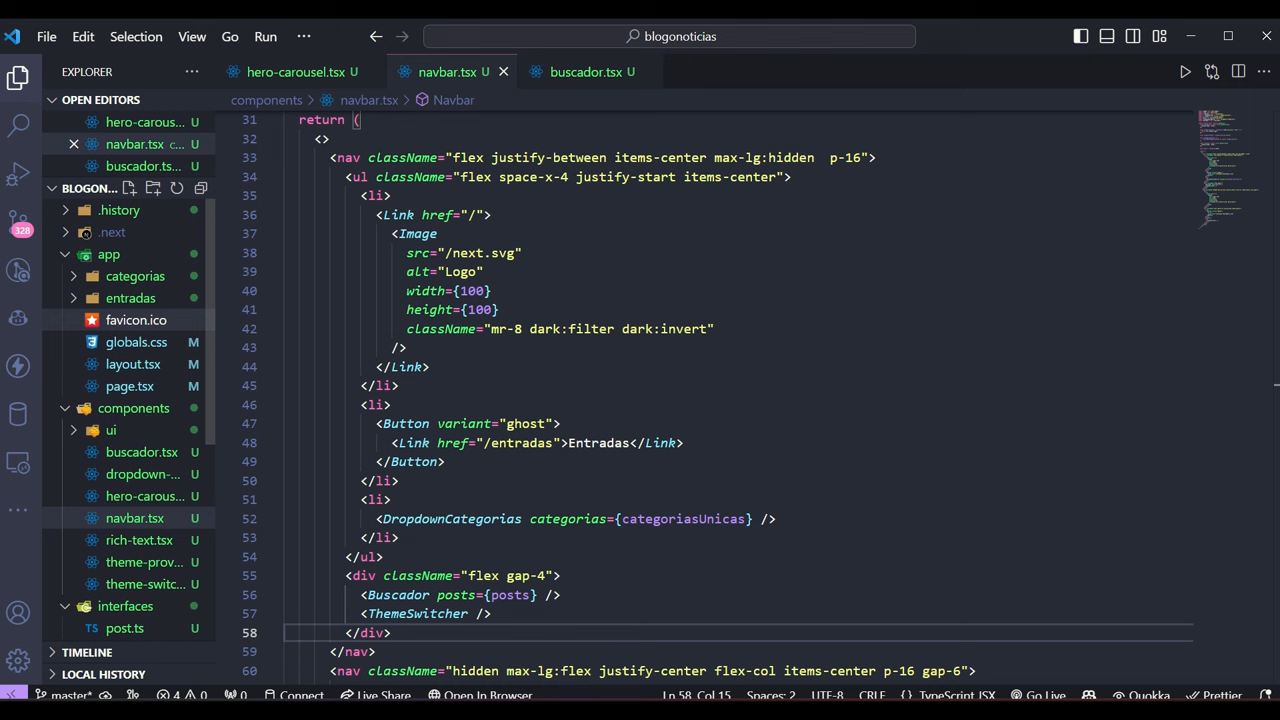 File Edit Selection View Go Run ···
blogonoticias
EXPLORER ···
hero-carousel.tsx U
navbar.tsx U
buscador.tsx U
OPEN EDITORS
hero-carous... U
navbar.tsx c... U
buscador.ts... U
BLOGON...
.history
.next
app
categorias
entradas
favicon.ico
globals.css M
layout.tsx M
page.tsx M
components
ui
buscador.tsx U
dropdown-... U
hero-carous... U
navbar.tsx U
rich-text.tsx U
theme-prov... U
theme-switc... U
interfaces
TS post.ts U
TIMELINE
LOCAL HISTORY
328
components > navbar.tsx > Navbar
31 return (
32 <>
33 <nav className="flex justify-between items-center max-lg:hidden  p-16">
34 <ul className="flex space-x-4 justify-start items-center">
35 <li>
36 <Link href="/">
37 <Image
38 src="/next.svg"
39 alt="Logo"
40 width={100}
41 height={100}
42 className="mr-8 dark:filter dark:invert"
43 />
44 </Link>
45 </li>
46 <li>
47 <Button variant="ghost">
48 <Link href="/entradas">Entradas</Link>
49 </Button>
50 </li>
51 <li>
52 <DropdownCategorias categorias={categoriasUnicas} />
53 </li>
54 </ul>
55 <div className="flex gap-4">
56 <Buscador posts={posts} />
57 <ThemeSwitcher />
58 </div>
59 </nav>
60 <nav className="hidden max-lg:flex justify-center flex-col items-center p-16 gap-6">
master* 4 0 0 Connect Live Share Open In Browser Ln 58, Col 15 Spaces: 2 UTF-8 CRLF {} TypeScript JSX Go Live Quokka Prettier